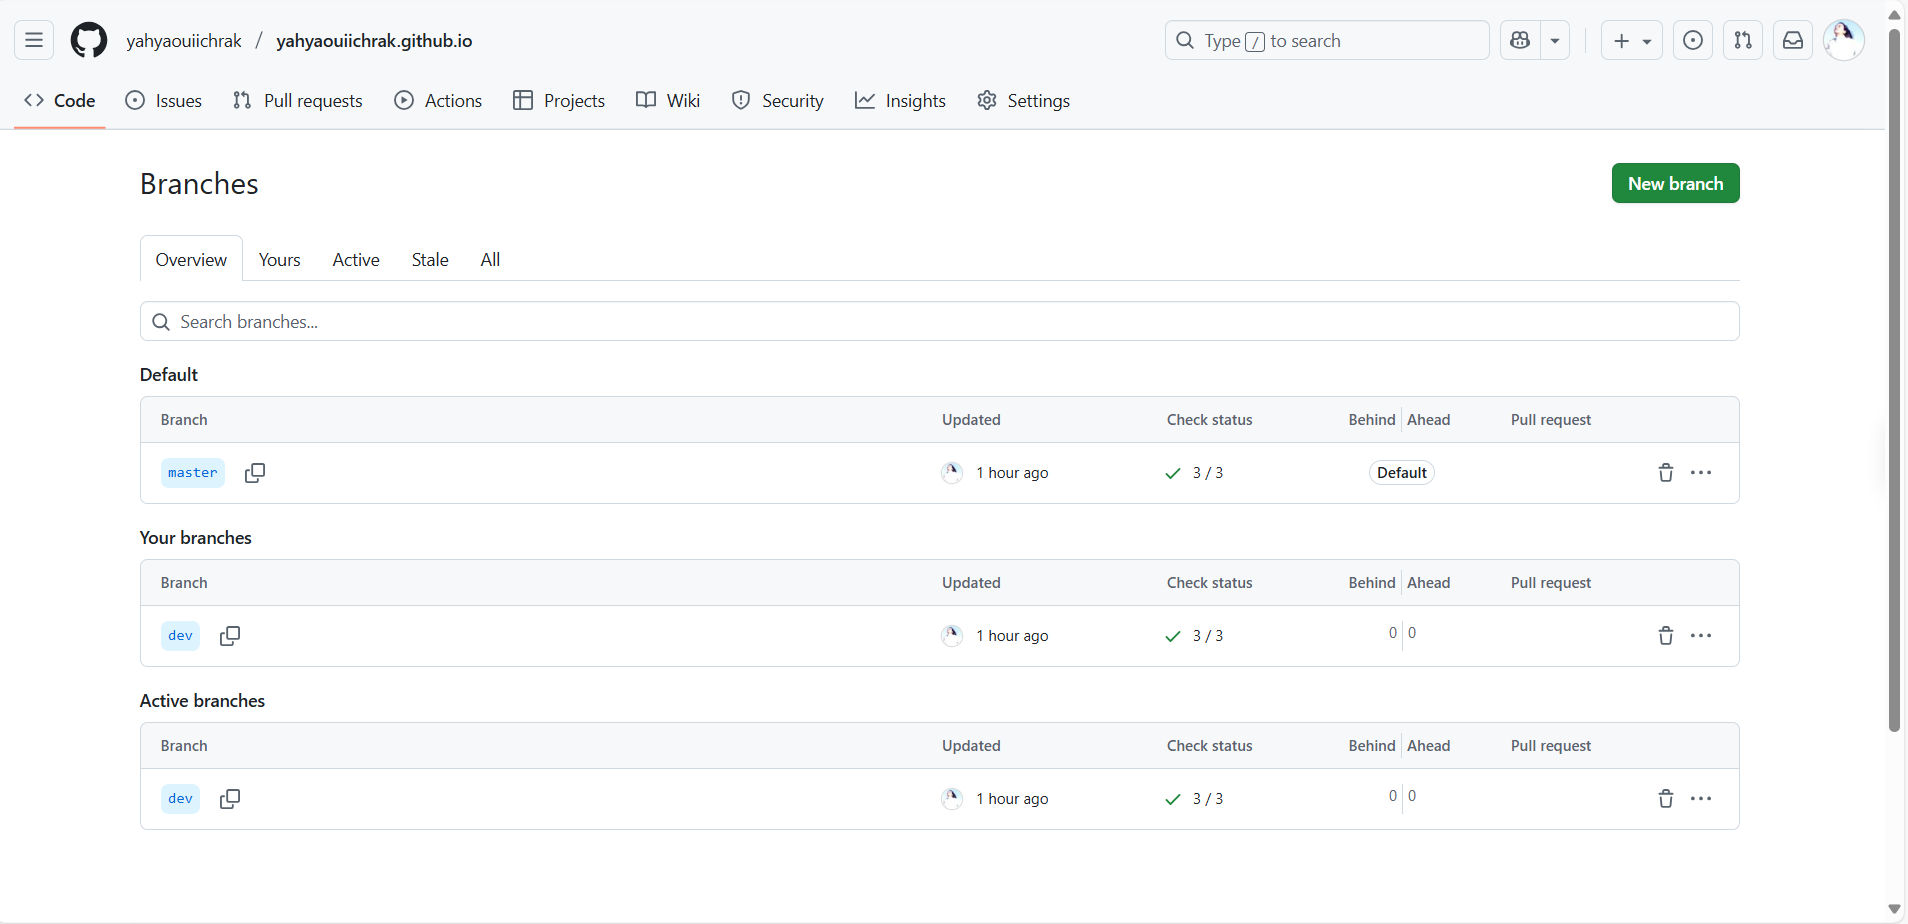 yahyaouiichrak / yahyaouiichrak.github.io Type / to search
Code Issues Pull requests Actions Projects Wiki Security Insights Settings
Branches New branch
Overview Yours Active Stale All
Search branches...
Default
Branch Updated Check status Behind Ahead Pull request
master 1 hour ago 3 / 3 Default
Your branches
Branch Updated Check status Behind Ahead Pull request
dev 1 hour ago 3 / 3 0 0
Active branches
Branch Updated Check status Behind Ahead Pull request
dev 1 hour ago 3 / 3 0 0